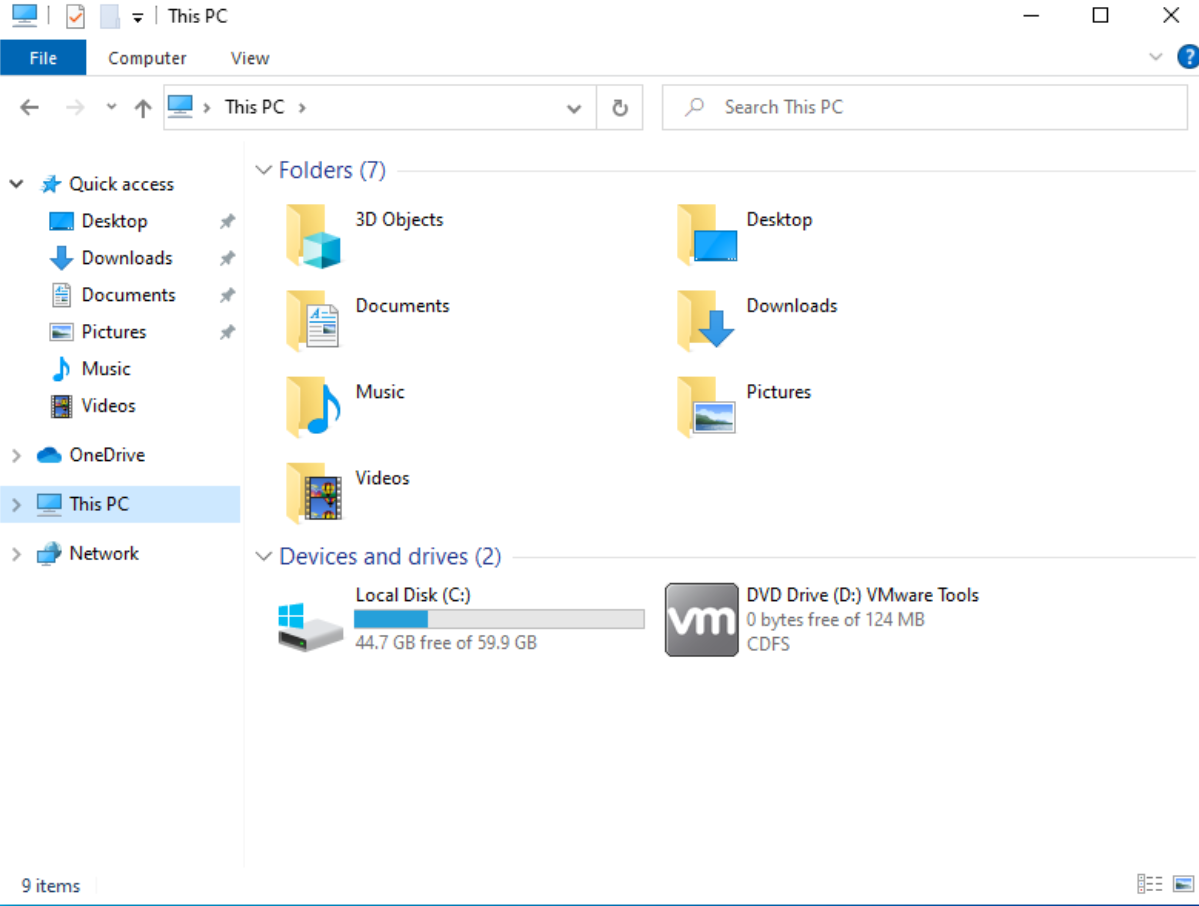 This PC
File
Computer
View
?
This PC
Search This PC
Quick access
Desktop
Downloads
Documents
Pictures
Music
Videos
OneDrive
This PC
Network
Folders (7)
3D Objects
Desktop
Documents
Downloads
Music
Pictures
Videos
Devices and drives (2)
Local Disk (C:)
44.7 GB free of 59.9 GB
vm
DVD Drive (D:) VMware Tools
0 bytes free of 124 MB
CDFS
9 items